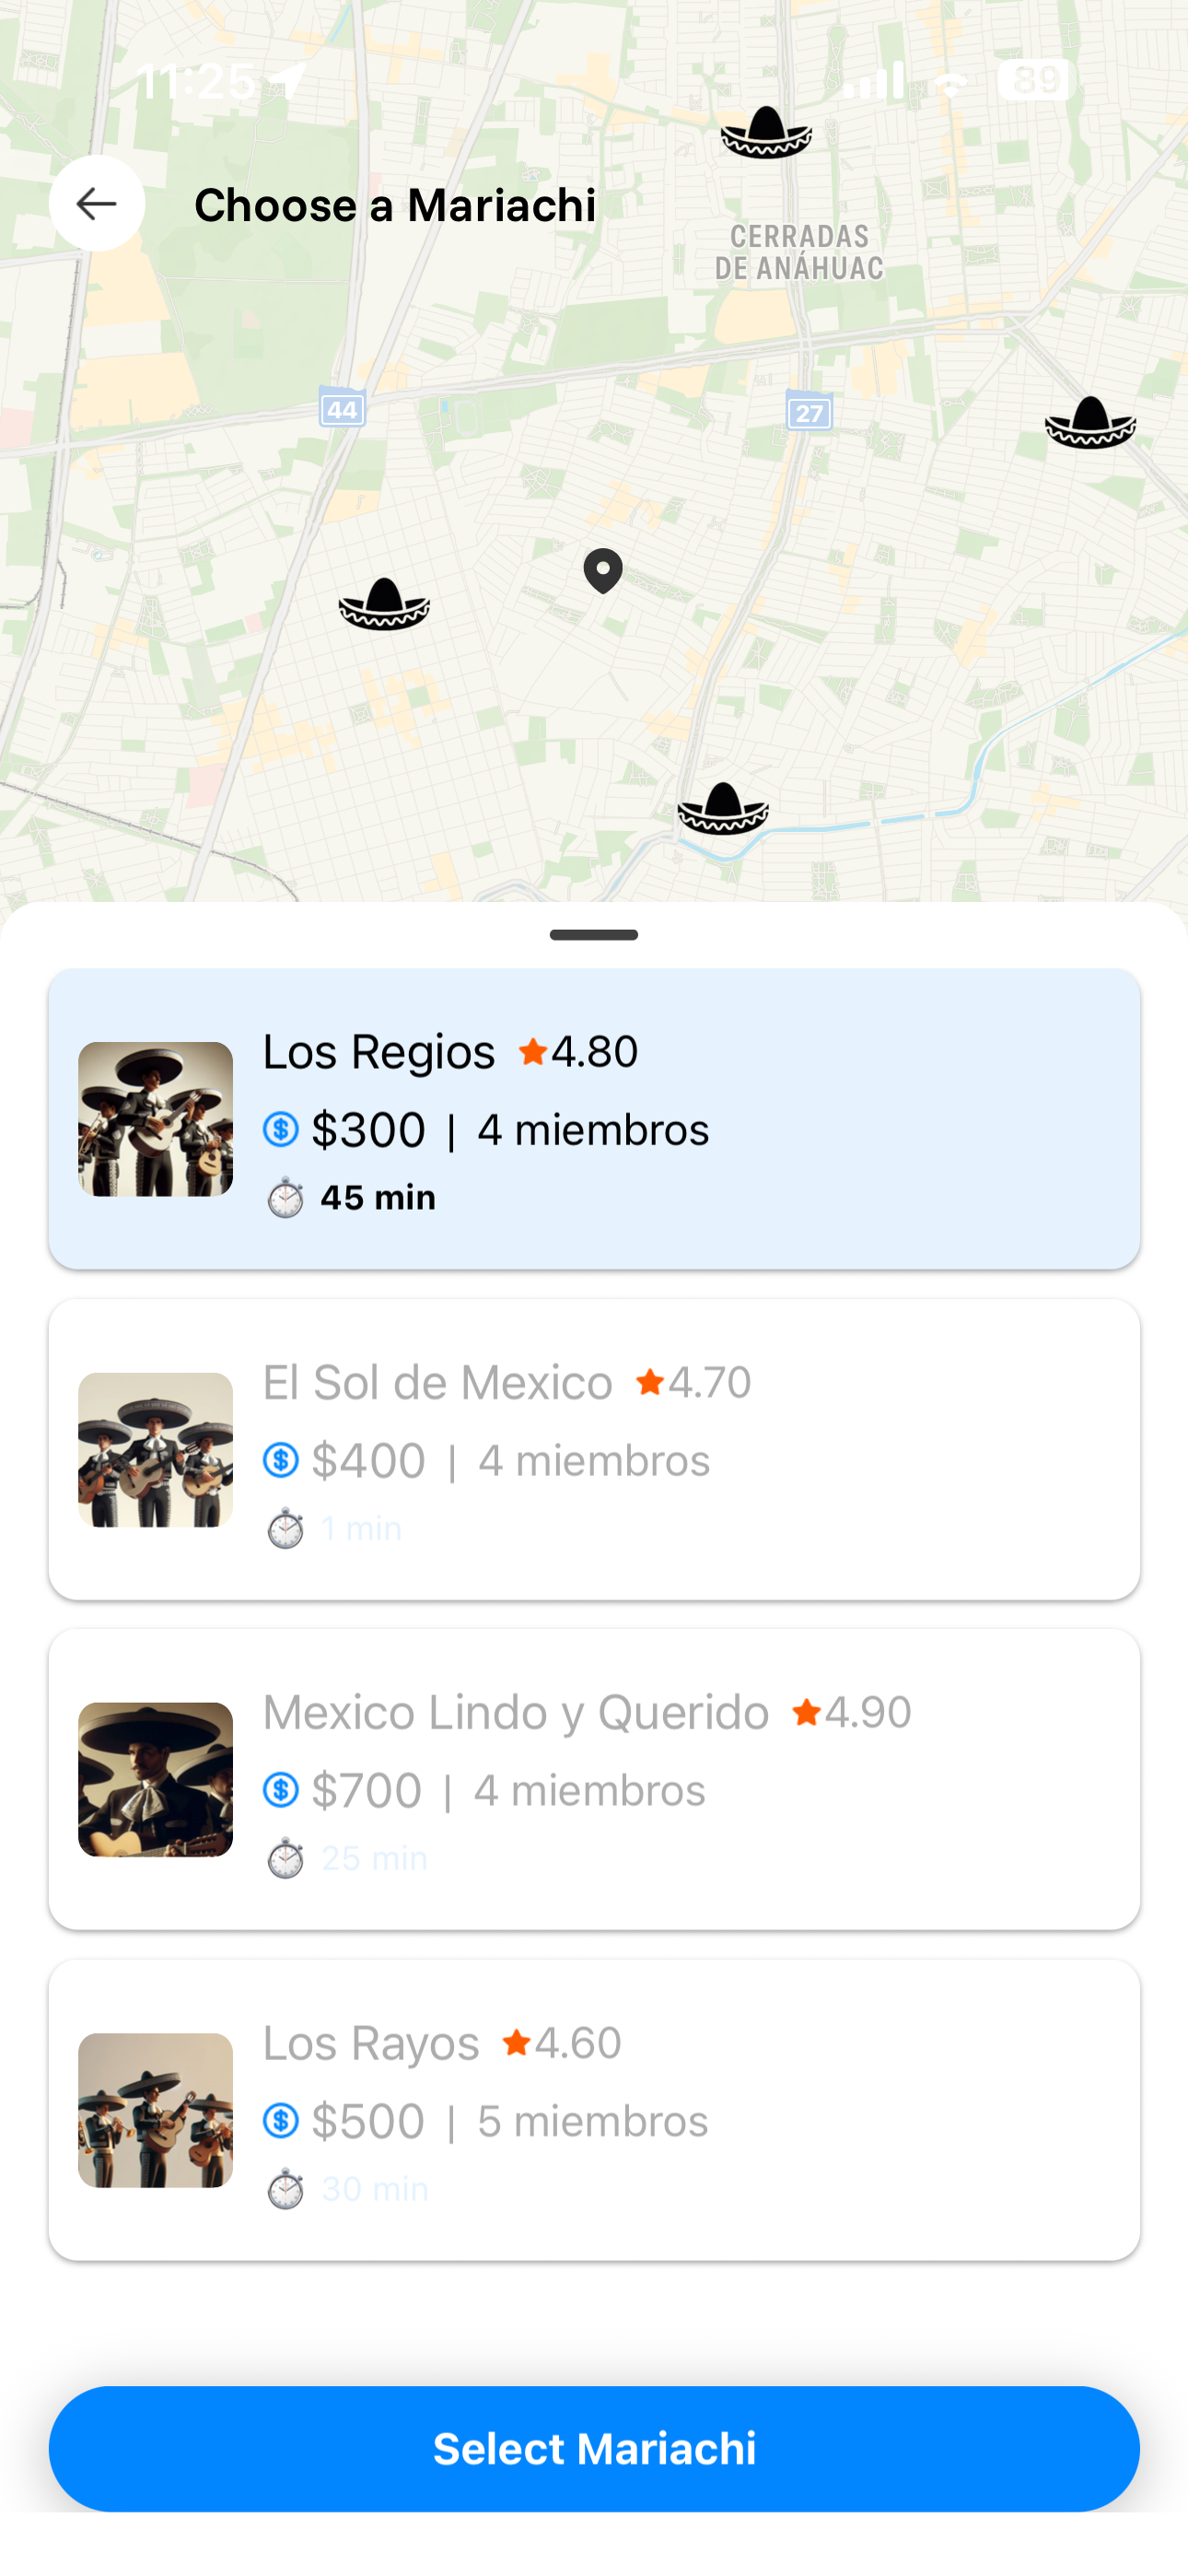 11:25
89
Choose a Mariachi
CERRADAS
DE ANÁHUAC
44
27
Los Regios 4.80
$300 | 4 miembros
45 min
El Sol de Mexico 4.70
$400 | 4 miembros
1 min
Mexico Lindo y Querido 4.90
$700 | 4 miembros
25 min
Los Rayos 4.60
$500 | 5 miembros
30 min
Select Mariachi